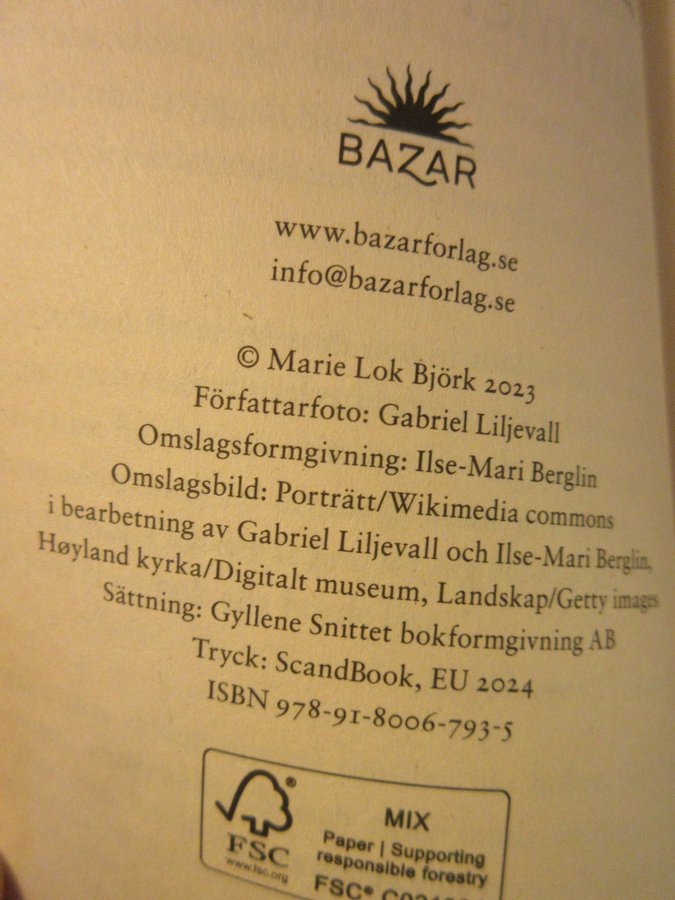 BAZAR
www.bazarforlag.se
info@bazarforlag.se
© Marie Lok Björk 2023
Författarfoto: Gabriel Liljevall
Omslagsformgivning: Ilse-Mari Berglin
Omslagsbild: Porträtt/Wikimedia commons
i bearbetning av Gabriel Liljevall och Ilse-Mari Berglin,
Høyland kyrka/Digitalt museum, Landskap/Getty images
Sättning: Gyllene Snittet bokformgivning AB
Tryck: ScandBook, EU 2024
ISBN 978-91-8006-793-5
FSC
www.fsc.org
MIX
Paper | Supporting
responsible forestry
FSC®